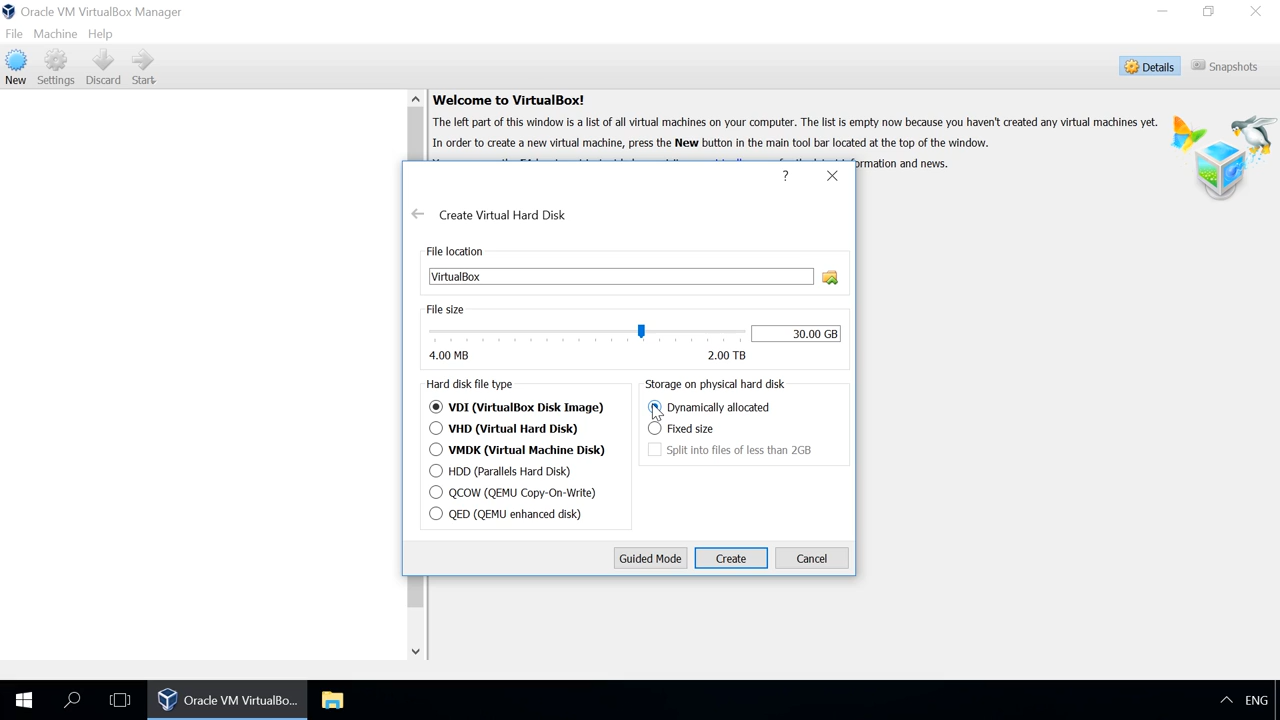 Oracle VM VirtualBox Manager
File Machine Help
New Settings Discard Start
Details Snapshots
Welcome to VirtualBox!
The left part of this window is a list of all virtual machines on your computer. The list is empty now because you haven't created any virtual machines yet.
In order to create a new virtual machine, press the New button in the main tool bar located at the top of the window.
formation and news.
?
Create Virtual Hard Disk
File location
VirtualBox
File size
30.00 GB
4.00 MB 2.00 TB
Hard disk file type
VDI (VirtualBox Disk Image)
VHD (Virtual Hard Disk)
VMDK (Virtual Machine Disk)
HDD (Parallels Hard Disk)
QCOW (QEMU Copy-On-Write)
QED (QEMU enhanced disk)
Storage on physical hard disk
Dynamically allocated
Fixed size
Split into files of less than 2GB
Guided Mode Create Cancel
Oracle VM VirtualBo... ENG